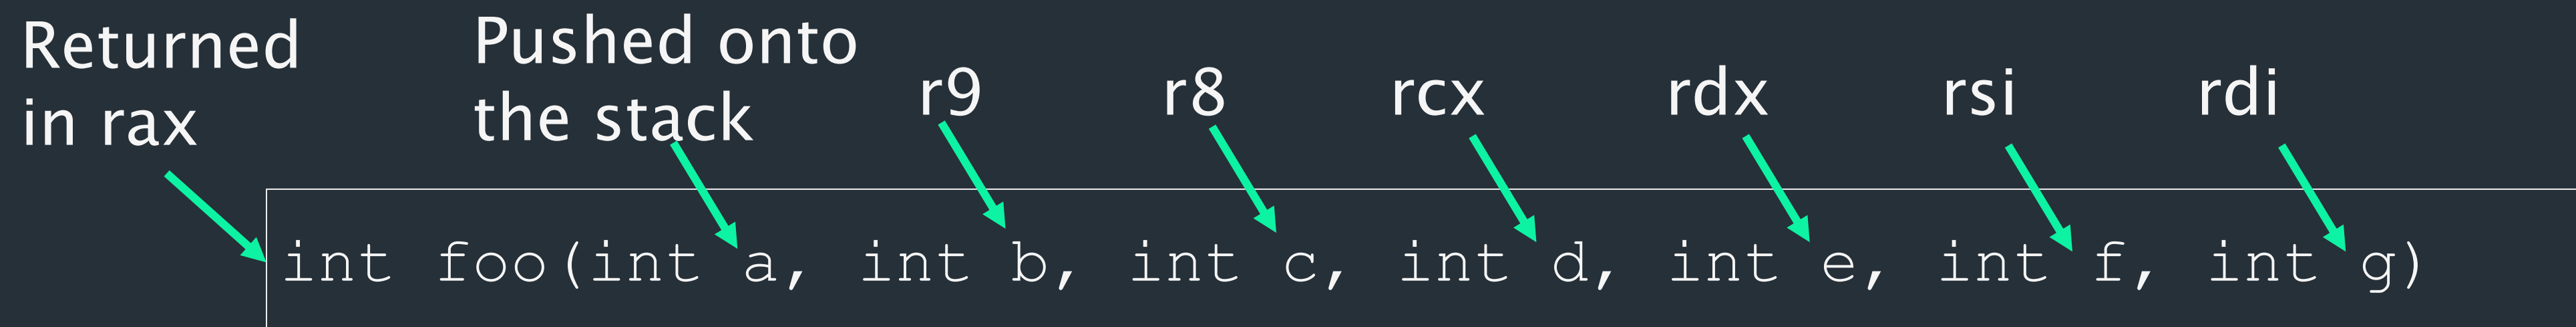 Returned
in rax
Pushed onto
the stack
r9
r8
rcx
rdx
rsi
rdi
int foo(int a, int b, int c, int d, int e, int f, int g)